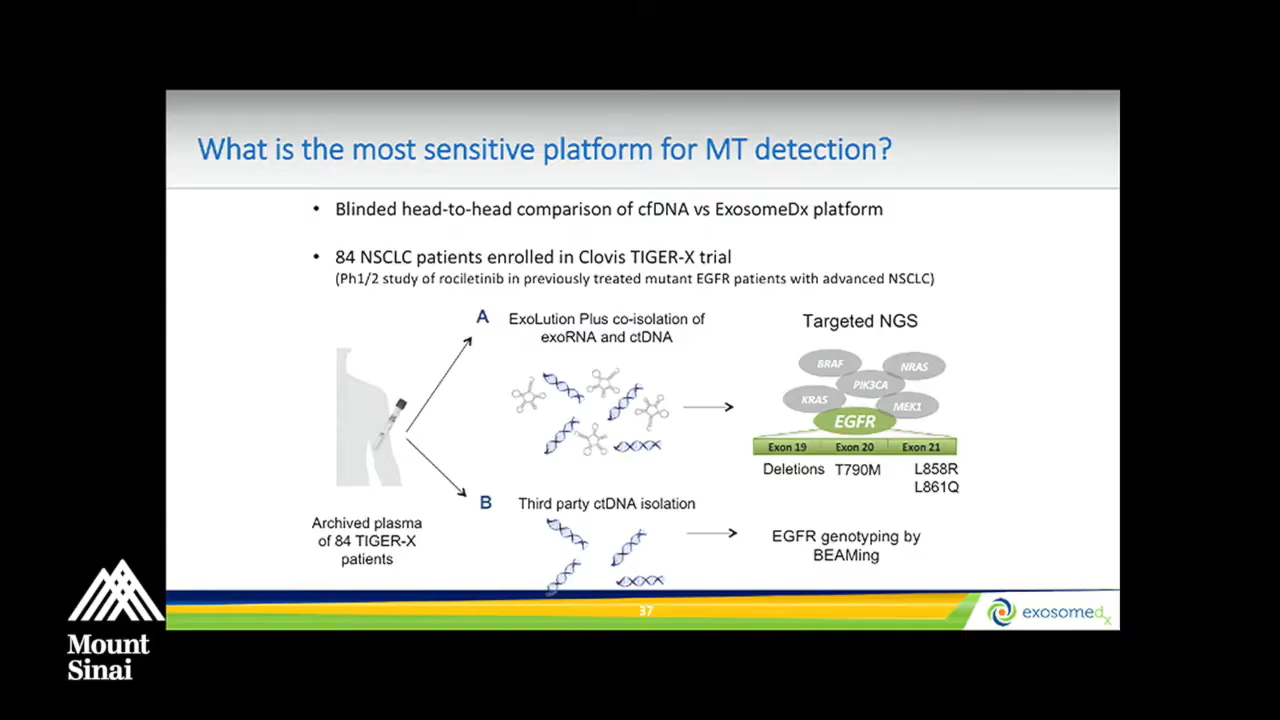 What is the most sensitive platform for MT detection?
• Blinded head-to-head comparison of cfDNA vs ExosomeDx platform
• 84 NSCLC patients enrolled in Clovis TIGER-X trial
(Ph1/2 study of rociletinib in previously treated mutant EGFR patients with advanced NSCLC)
A
ExoLution Plus co-isolation of
exoRNA and ctDNA
Targeted NGS
BRAF
NRAS
PIK3CA
KRAS
MEK1
EGFR
Exon 19 Exon 20 Exon 21
Deletions T790M L858R
L861Q
B
Third party ctDNA isolation
Archived plasma
of 84 TIGER-X
patients
EGFR genotyping by
BEAMing
37
exosomedx
Mount
Sinai